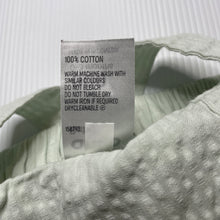 100% COTTON
WARM MACHINE WASH WITH
SIMILAR COLOURS
DO NOT BLEACH
DO NOT TUMBLE DRY
WARM IRON IF REQUIRED
DRYCLEANABLE